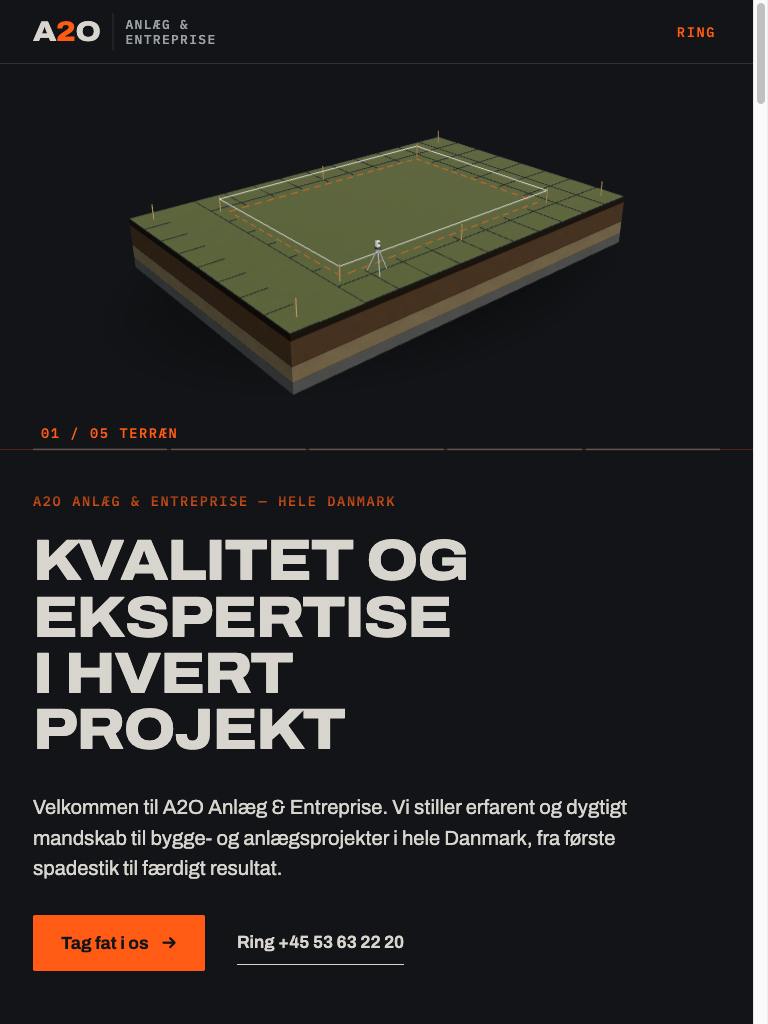 A2O
ANLÆG &
ENTREPRISE
RING
01 / 05 TERRÆN
A2O ANLÆG & ENTREPRISE — HELE DANMARK
KVALITET OG
EKSPERTISE
I HVERT
PROJEKT
Velkommen til A2O Anlæg & Entreprise. Vi stiller erfarent og dygtigt
mandskab til bygge- og anlægsprojekter i hele Danmark, fra første
spadestik til færdigt resultat.
Tag fat i os →
Ring +45 53 63 22 20